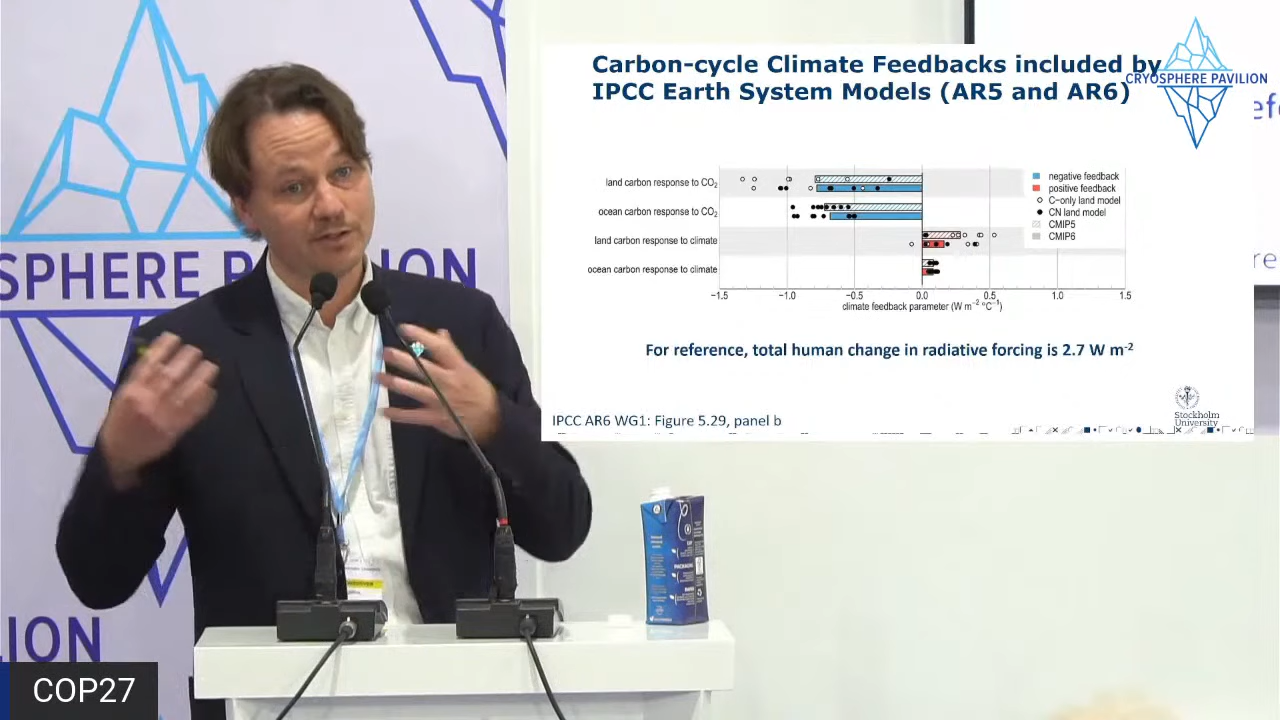 Carbon-cycle Climate Feedbacks included by
IPCC Earth System Models (AR5 and AR6)
CRYOSPHERE PAVILION
land carbon response to CO2
ocean carbon response to CO2
land carbon response to climate
ocean carbon response to climate
negative feedback
positive feedback
C-only land model
CN land model
CMIP5
CMIP6
−1.5 −1.0 −0.5 0.0 0.5 1.0 1.5
climate feedback parameter (W m−2 °C−1)
For reference, total human change in radiative forcing is 2.7 W m-2
IPCC AR6 WG1: Figure 5.29, panel b
Stockholm
University
OSPHERE PAVILION
LION
ION
COP27